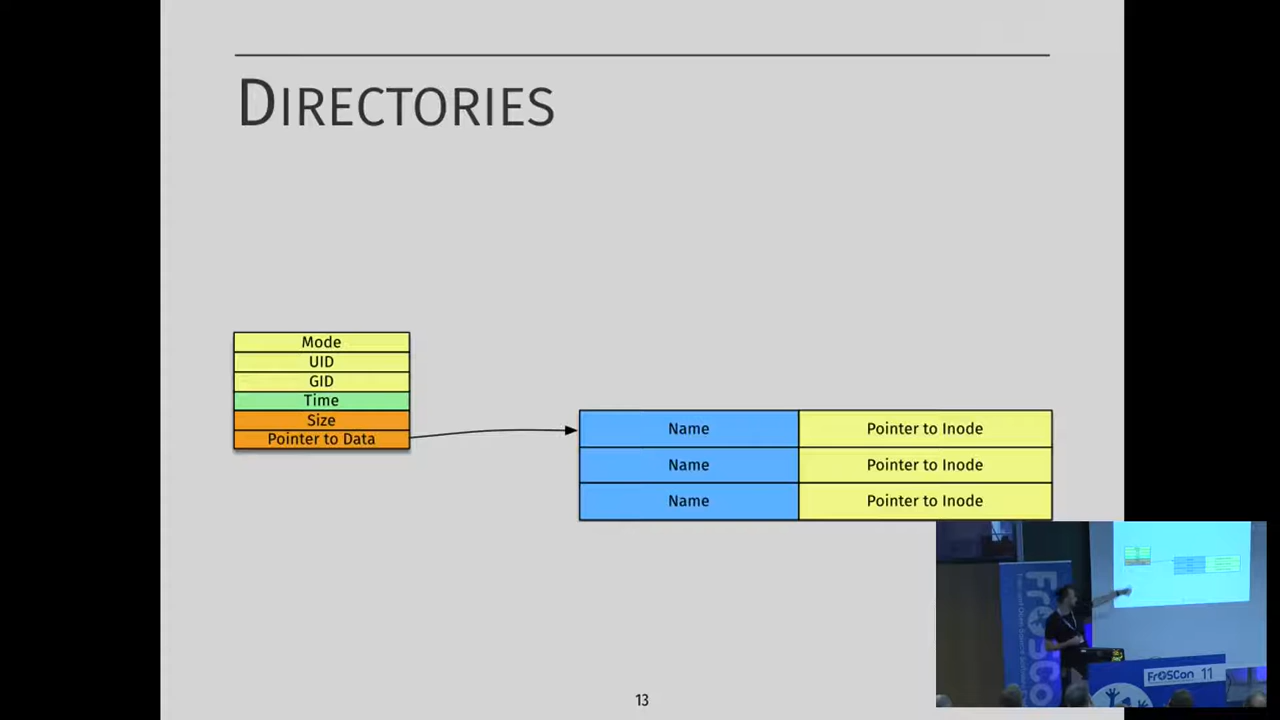 DIRECTORIES
Mode
UID
GID
Time
Size
Pointer to Data
Name Pointer to Inode
Name Pointer to Inode
Name Pointer to Inode
FrOSCon
FrOSCon 11
13